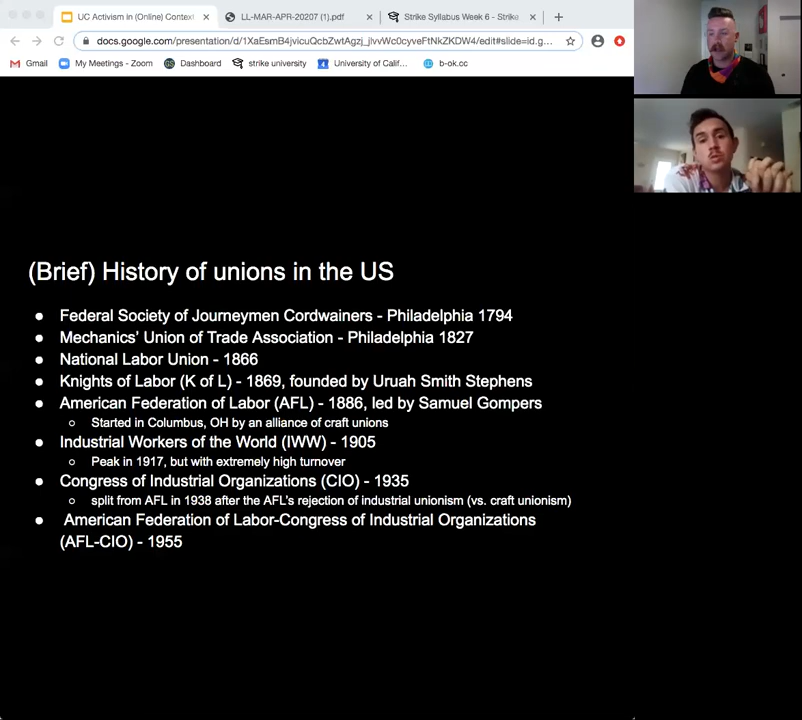 UC Activism in (Online) Context
LL-MAR-APR-20207 (1).pdf
Strike Syllabus Week 6 - Strike
docs.google.com/presentation/d/1XaEsmB4jvicuQcbZwtAgzj_jlvvWc0cyveFtNkZKDW4/edit#slide=id.g...
Gmail
My Meetings - Zoom
Dashboard
strike university
University of Calif...
b-ok.cc
(Brief) History of unions in the US
● Federal Society of Journeymen Cordwainers - Philadelphia 1794
● Mechanics’ Union of Trade Association - Philadelphia 1827
● National Labor Union - 1866
● Knights of Labor (K of L) - 1869, founded by Uruah Smith Stephens
● American Federation of Labor (AFL) - 1886, led by Samuel Gompers
○ Started in Columbus, OH by an alliance of craft unions
● Industrial Workers of the World (IWW) - 1905
○ Peak in 1917, but with extremely high turnover
● Congress of Industrial Organizations (CIO) - 1935
○ split from AFL in 1938 after the AFL’s rejection of industrial unionism (vs. craft unionism)
● American Federation of Labor-Congress of Industrial Organizations
(AFL-CIO) - 1955